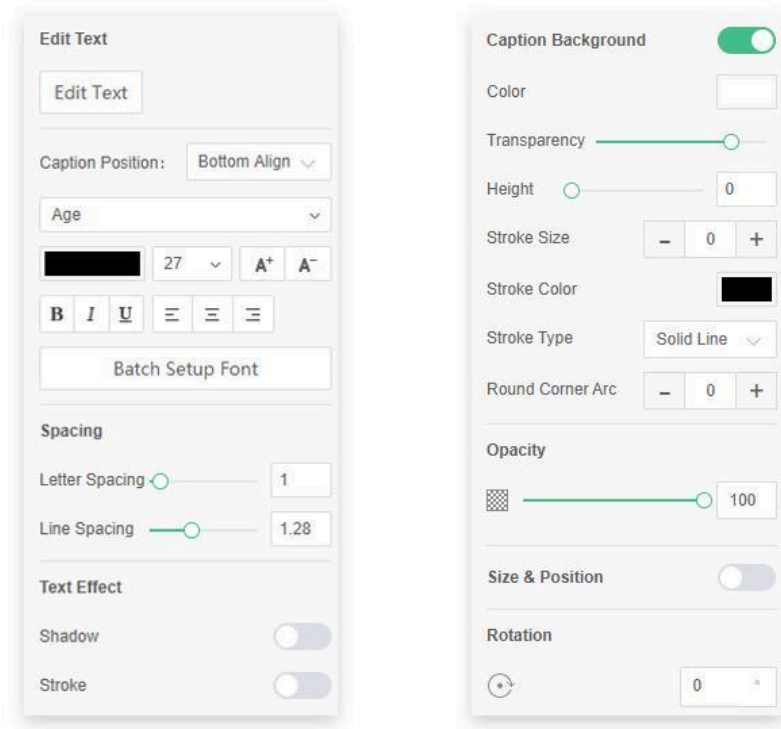 Edit Text
Edit Text
Caption Position: Bottom Align
Age
27 A+ A-
B I U
Batch Setup Font
Spacing
Letter Spacing 1
Line Spacing 1.28
Text Effect
Shadow
Stroke
Caption Background
Color
Transparency
Height 0
Stroke Size - 0 +
Stroke Color
Stroke Type Solid Line
Round Corner Arc - 0 +
Opacity
100
Size & Position
Rotation
0 °